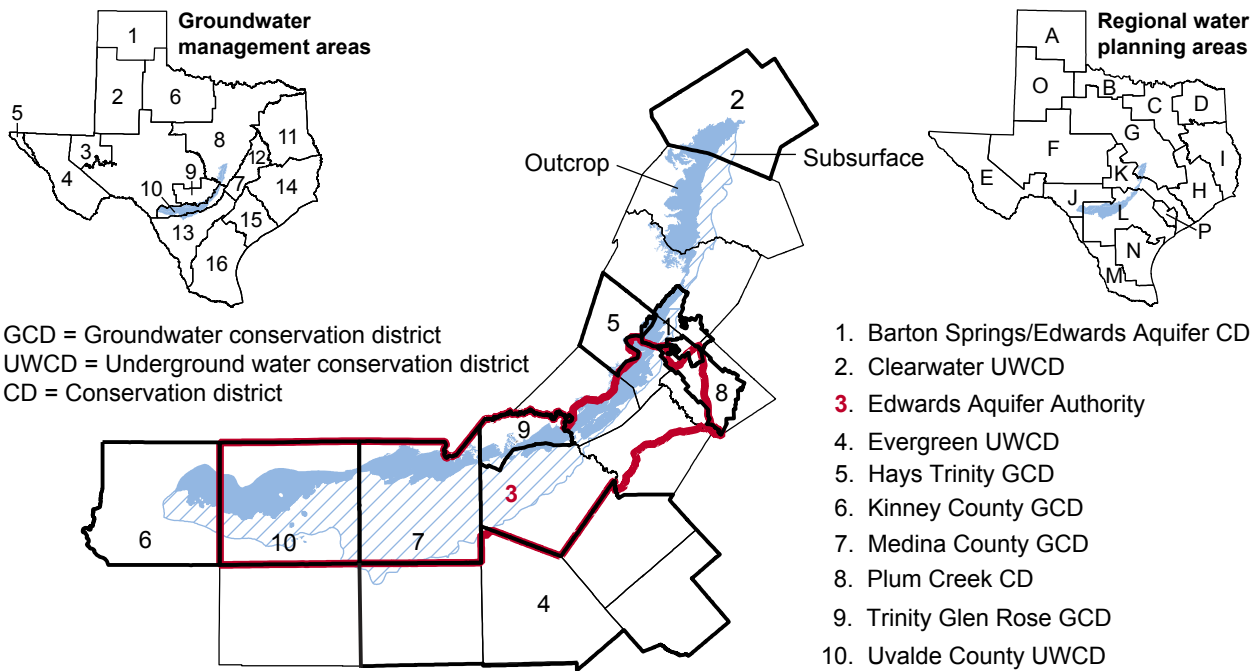 Groundwater
management areas
1
2
6
5
3
4
8
11
12
9
10
7
14
13
15
16
Regional water
planning areas
A
O
B
C
D
G
F
I
E
K
H
J
L
P
N
M
2
Outcrop
Subsurface
5
1
8
9
3
6
10
7
4
GCD = Groundwater conservation district
UWCD = Underground water conservation district
CD = Conservation district
1. Barton Springs/Edwards Aquifer CD
2. Clearwater UWCD
3. Edwards Aquifer Authority
4. Evergreen UWCD
5. Hays Trinity GCD
6. Kinney County GCD
7. Medina County GCD
8. Plum Creek CD
9. Trinity Glen Rose GCD
10. Uvalde County UWCD